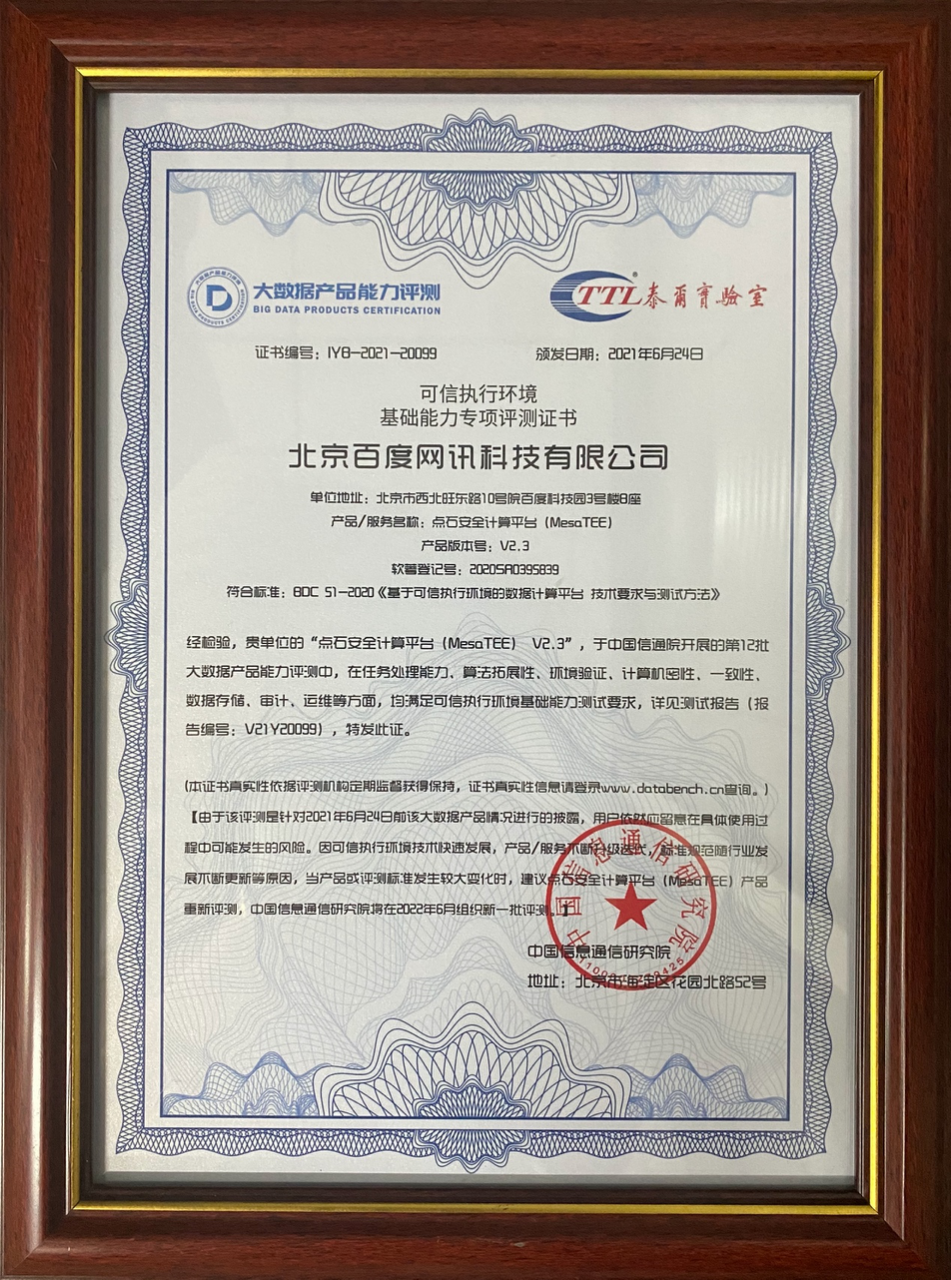 大数据产品能力评测
BIG DATA PRODUCTS CERTIFICATION
TTL泰爾實驗室
证书编号：IY8-2021-20099
颁发日期：2021年6月24日
可信执行环境
基础能力专项评测证书
北京百度网讯科技有限公司
单位地址：北京市西北旺东路10号院百度科技园3号楼B座
产品/服务名称：点石安全计算平台（MesaTEE）
产品版本号：V2.3
软著登记号：2020SA0395839
符合标准：BDC 51-2020《基于可信执行环境的数据计算平台 技术要求与测试方法》
经检验，贵单位的“点石安全计算平台（MesaTEE） V2.3”，于中国信通院开展的第12批
大数据产品能力评测中，在任务处理能力、算法拓展性、环境验证、计算机密性、一致性、
数据存储、审计、运维等方面，均满足可信执行环境基础能力测试要求，详见测试报告（报
告编号：V21Y20099），特发此证。
(本证书真实性依据评测机构定期监督获得保持，证书真实性信息请登录www.databench.cn查询。)
【由于该评测是针对2021年6月24日前该大数据产品情况进行的披露，用户依然应留意在具体使用过
程中可能发生的风险。因可信执行环境技术快速发展，产品/服务不断升级迭代，标准规范随行业发
展不断更新等原因，当产品或评测标准发生较大变化时，建议点石安全计算平台（MesaTEE）产品
重新评测，中国信息通信研究院将在2022年6月组织新一批评测。】
中国信息通信研究院
中国信息通信研究院
地址：北京市海淀区花园北路52号